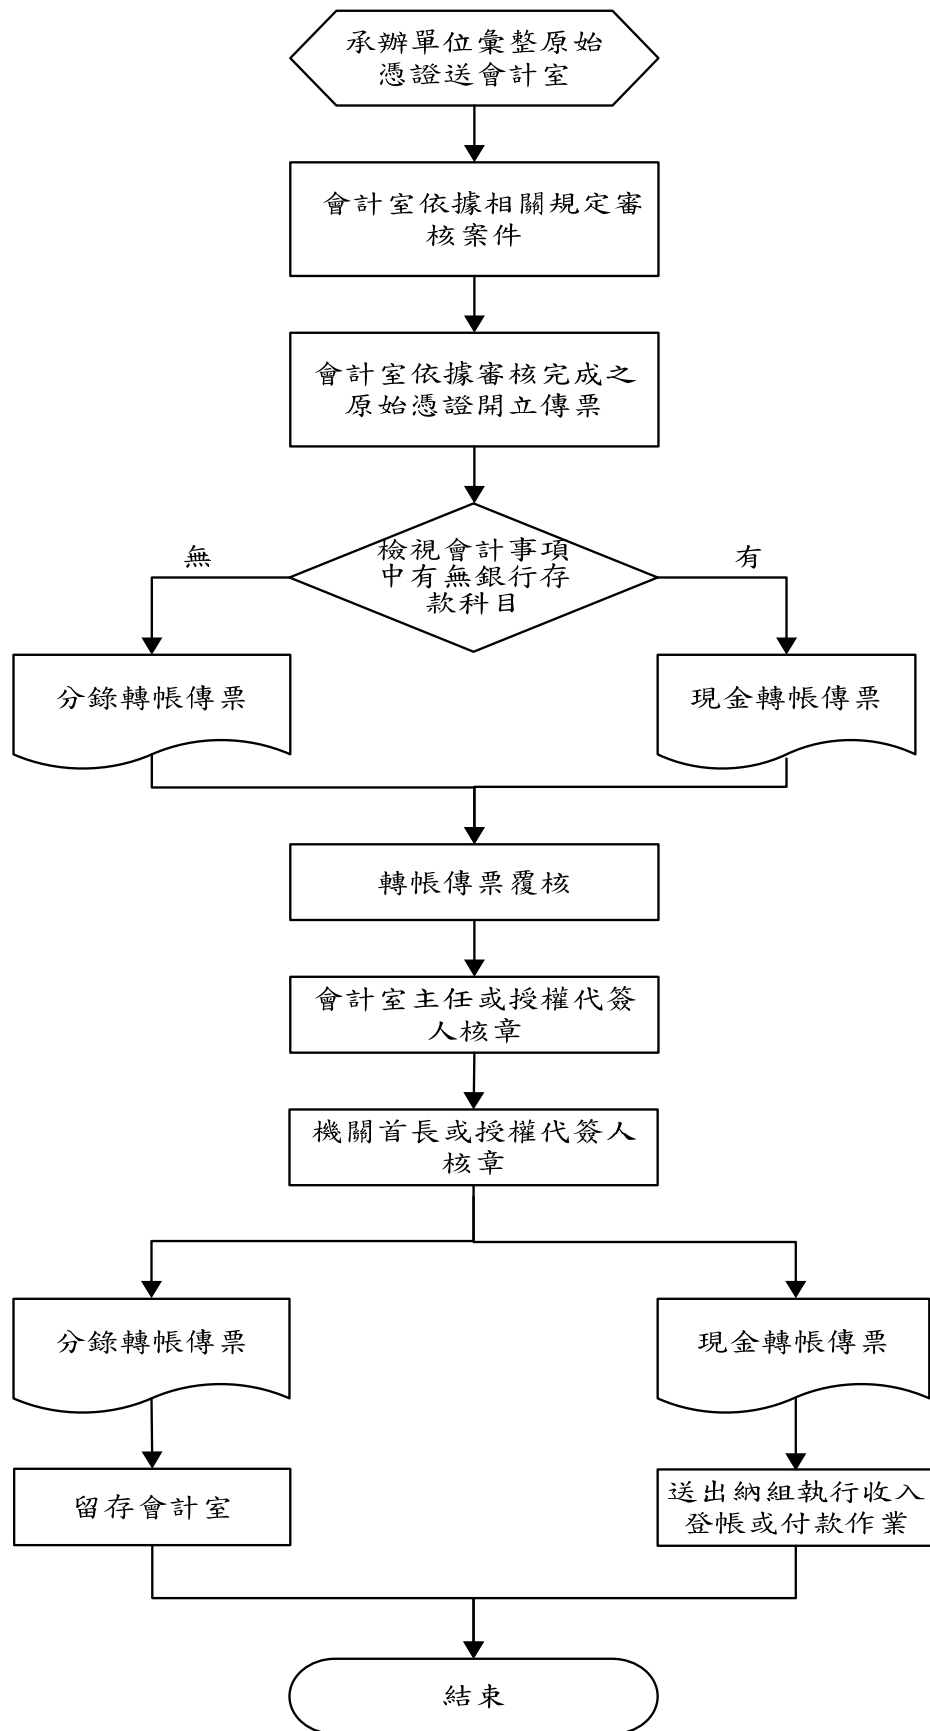 承辦單位彙整原始
憑證送會計室
會計室依據相關規定審
核案件
會計室依據審核完成之
原始憑證開立傳票
檢視會計事項
中有無銀行存
款科目
無
有
分錄轉帳傳票
現金轉帳傳票
轉帳傳票覆核
會計室主任或授權代簽
人核章
機關首長或授權代簽人
核章
分錄轉帳傳票
現金轉帳傳票
留存會計室
送出納組執行收入
登帳或付款作業
結束